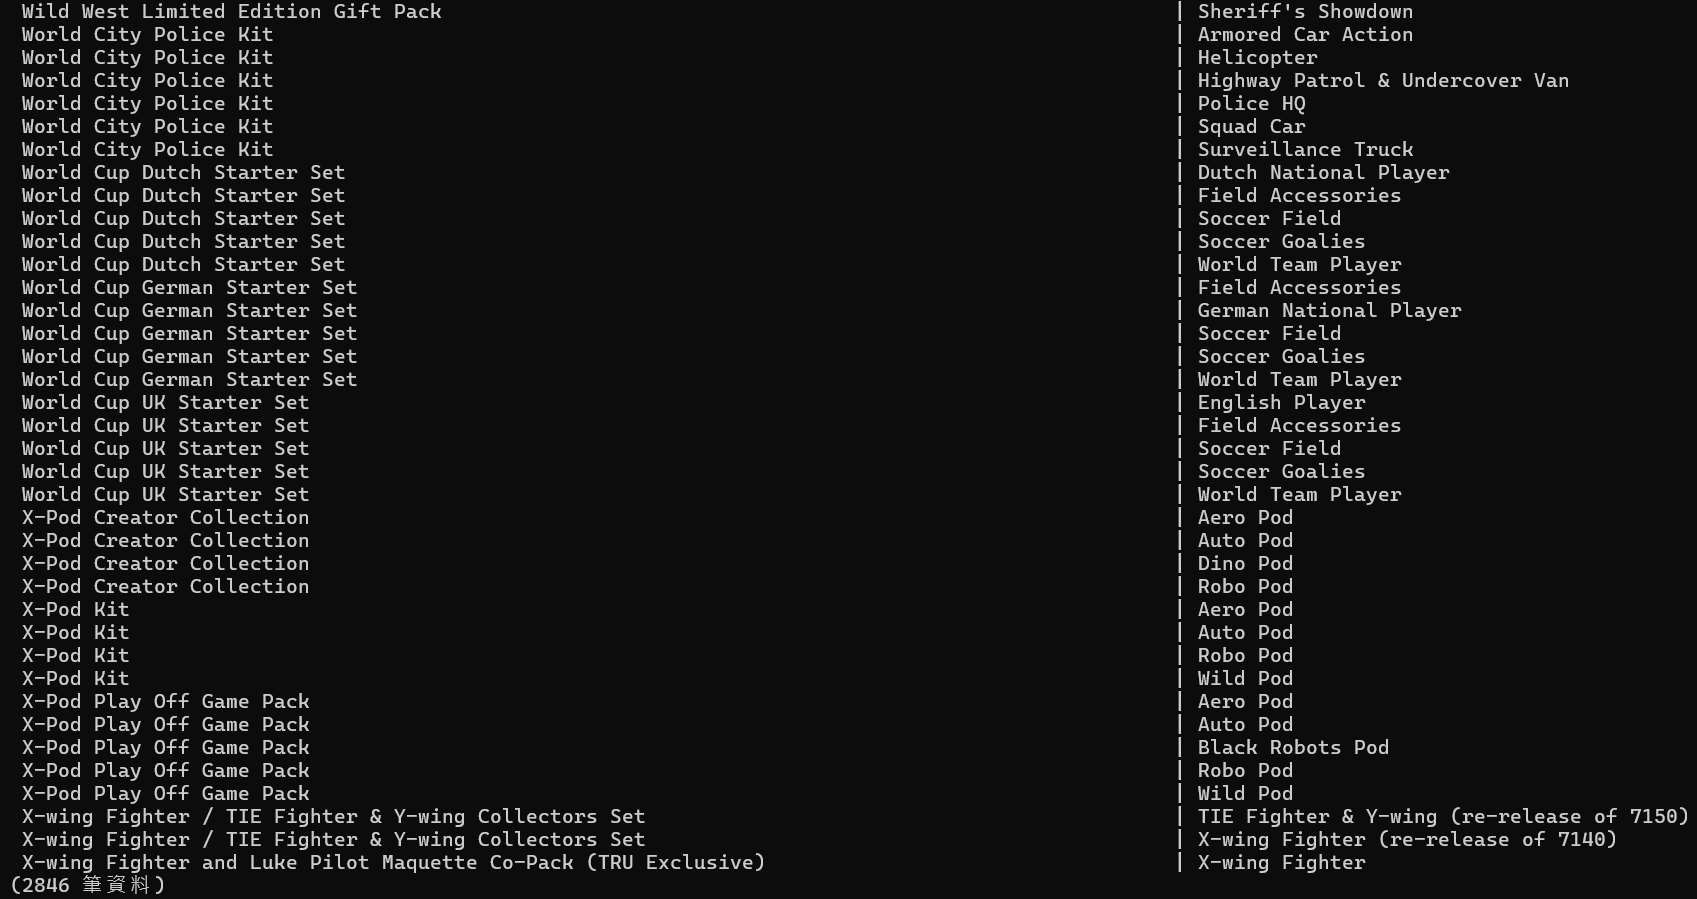 Wild West Limited Edition Gift Pack | Sheriff's Showdown
World City Police Kit | Armored Car Action
World City Police Kit | Helicopter
World City Police Kit | Highway Patrol & Undercover Van
World City Police Kit | Police HQ
World City Police Kit | Squad Car
World City Police Kit | Surveillance Truck
World Cup Dutch Starter Set | Dutch National Player
World Cup Dutch Starter Set | Field Accessories
World Cup Dutch Starter Set | Soccer Field
World Cup Dutch Starter Set | Soccer Goalies
World Cup Dutch Starter Set | World Team Player
World Cup German Starter Set | Field Accessories
World Cup German Starter Set | German National Player
World Cup German Starter Set | Soccer Field
World Cup German Starter Set | Soccer Goalies
World Cup German Starter Set | World Team Player
World Cup UK Starter Set | English Player
World Cup UK Starter Set | Field Accessories
World Cup UK Starter Set | Soccer Field
World Cup UK Starter Set | Soccer Goalies
World Cup UK Starter Set | World Team Player
X-Pod Creator Collection | Aero Pod
X-Pod Creator Collection | Auto Pod
X-Pod Creator Collection | Dino Pod
X-Pod Creator Collection | Robo Pod
X-Pod Kit | Aero Pod
X-Pod Kit | Auto Pod
X-Pod Kit | Robo Pod
X-Pod Kit | Wild Pod
X-Pod Play Off Game Pack | Aero Pod
X-Pod Play Off Game Pack | Auto Pod
X-Pod Play Off Game Pack | Black Robots Pod
X-Pod Play Off Game Pack | Robo Pod
X-Pod Play Off Game Pack | Wild Pod
X-wing Fighter / TIE Fighter & Y-wing Collectors Set | TIE Fighter & Y-wing (re-release of 7150)
X-wing Fighter / TIE Fighter & Y-wing Collectors Set | X-wing Fighter (re-release of 7140)
X-wing Fighter and Luke Pilot Maquette Co-Pack (TRU Exclusive) | X-wing Fighter
(2846 筆資料)